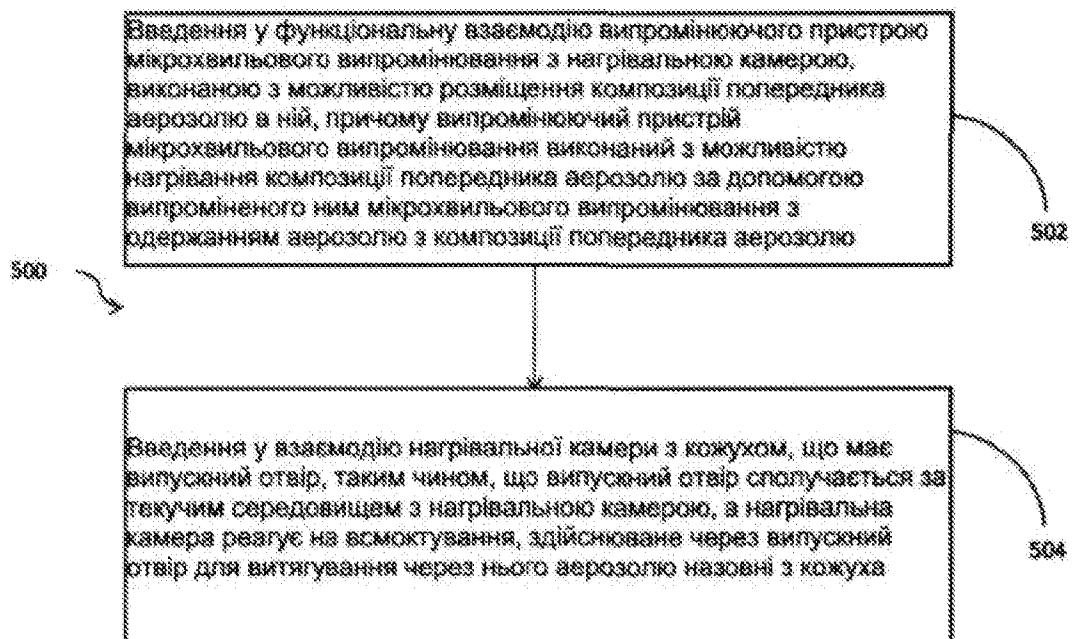 Введення у функціональну взаємодію випромінюючого пристрою
мікрохвильового випромінювання з нагрівальною камерою,
виконаною з можливістю розміщення композиції попередника
аерозолю в ній, причому випромінюючий пристрій
мікрохвильового випромінювання виконаний з можливістю
нагрівання композиції попередника аерозолю за допомогою
випроміненого ним мікрохвильового випромінювання з
одержанням аерозолю з композиції попередника аерозолю
502
500
Введення у взаємодію нагрівальної камери з кожухом, що має
випускний отвір, таким чином, що випускний отвір сполучається за
текучим середовищем з нагрівальною камерою, а нагрівальна
камера реагує на всмоктування, здійснюване через випускний
отвір для витягування через нього аерозолю назовні з кожуха
504